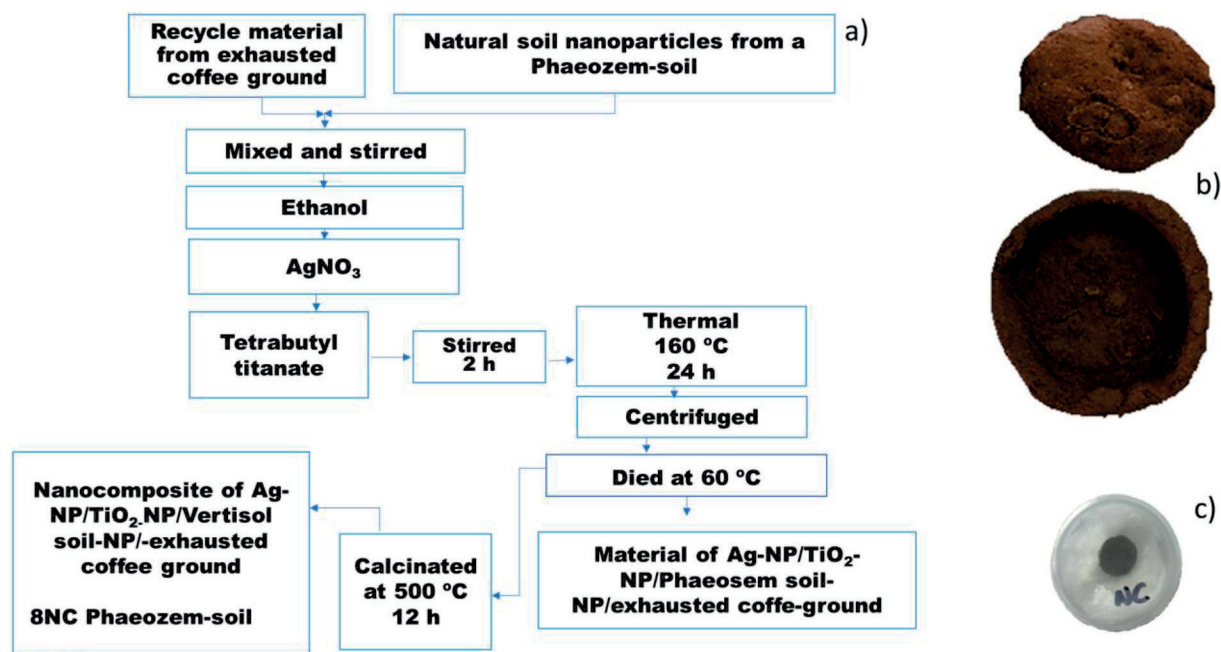 Recycle material
from exhausted
coffee ground
Natural soil nanoparticles from a
Phaeozem-soil
a)
Mixed and stirred
Ethanol
AgNO₃
Tetrabutyl
titanate
Stirred
2 h
Thermal
160 ºC
24 h
Centrifuged
Died at 60 ºC
Nanocomposite of Ag-
NP/TiO₂-NP/Vertisol
soil-NP/-exhausted
coffee ground
8NC Phaeozem-soil
Calcinated
at 500 ºC
12 h
Material of Ag-NP/TiO₂-
NP/Phaeosem soil-
NP/exhausted coffe-ground
b)
c)
NC